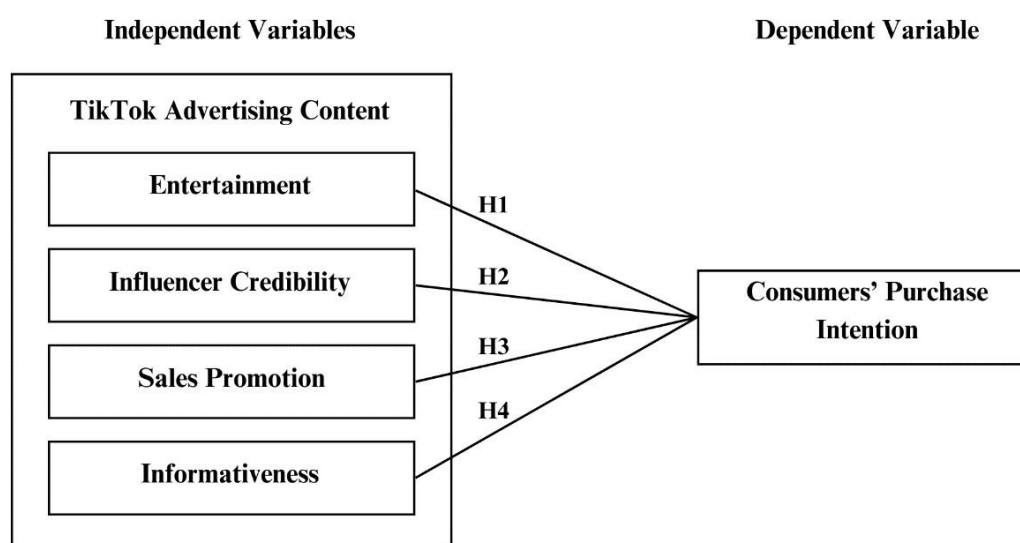 Independent Variables
Dependent Variable
TikTok Advertising Content
Entertainment
Influencer Credibility
Sales Promotion
Informativeness
H1
H2
H3
H4
Consumers’ Purchase
Intention